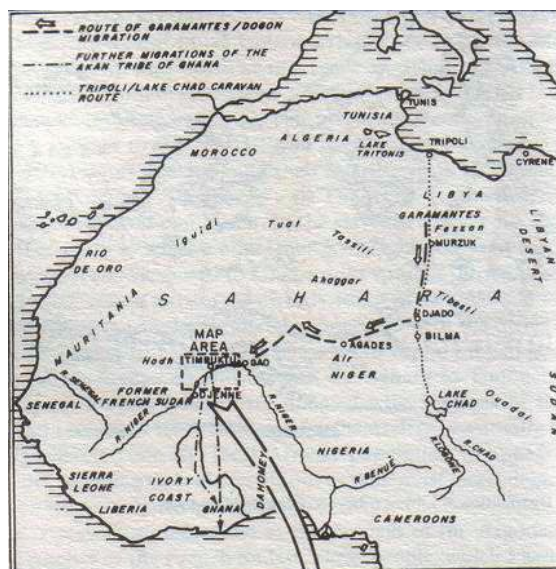 ROUTE OF GARAMANTES / DOGON
MIGRATION
FURTHER MIGRATIONS OF THE
AKAN TRIBE OF GHANA
TRIPOLI/LAKE CHAD CARAVAN
ROUTE
TUNIS
TUNISIA
ALGERIA
LAKE
TRITONIS
TRIPOLI
CYRENE
MOROCCO
LIBYA
GARAMANTES
Fezzan
MURZUK
LIBYAN
DESERT
Iguidi
Tuat
Tassili
RIO
DE ORO
Ahaggar
SAHARA
Tibesti
DJADO
BILMA
MAURITANIA
MAP
AREA
Hodh
TIMBUKTU
GAO
AGADES
Air
NIGER
R. SENEGAL
SENEGAL
FORMER
FRENCH SUDAN
DJENNE
R. NIGER
R. NIGER
LAKE
CHAD
Ouadai
SUDAN
NIGERIA
R. LOGONE
R. CHAD
R. BENUE
SIERRA
LEONE
LIBERIA
IVORY
COAST
GHANA
DAHOMEY
CAMEROONS